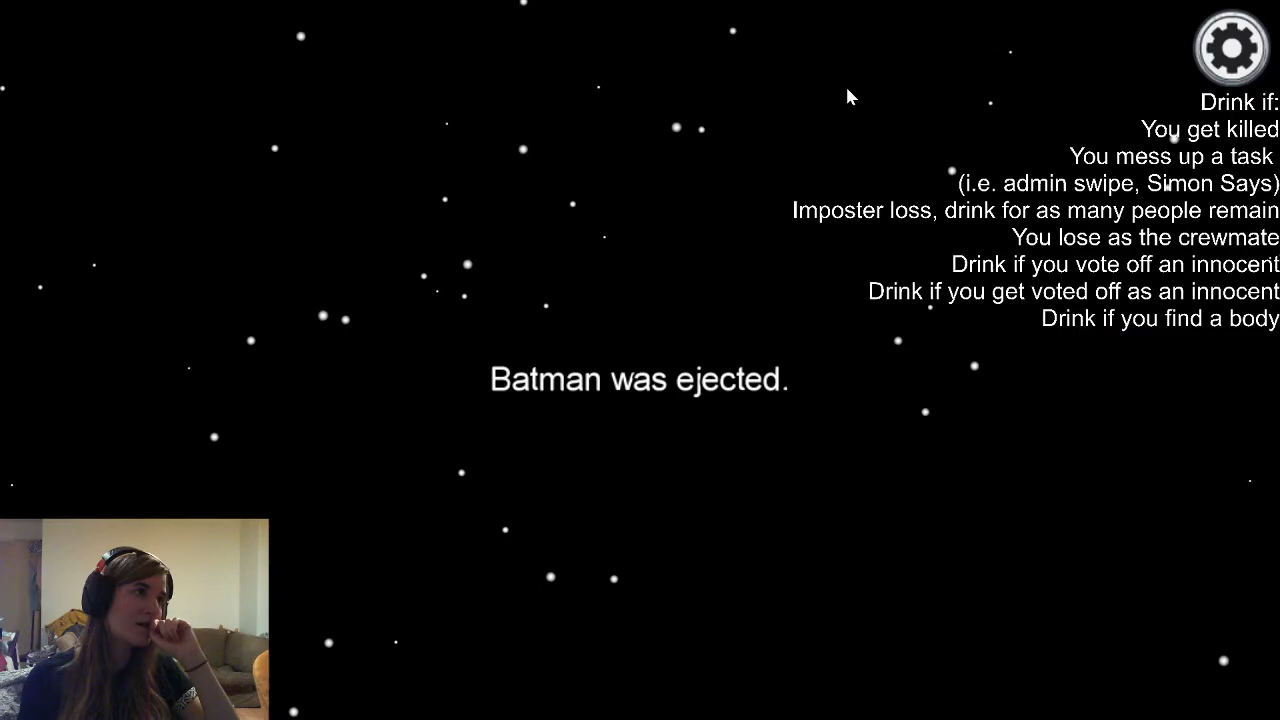 Drink if:
You get killed
You mess up a task
(i.e. admin swipe, Simon Says)
Imposter loss, drink for as many people remain
You lose as the crewmate
Drink if you vote off an innocent
Drink if you get voted off as an innocent
Drink if you find a body
Batman was ejected.